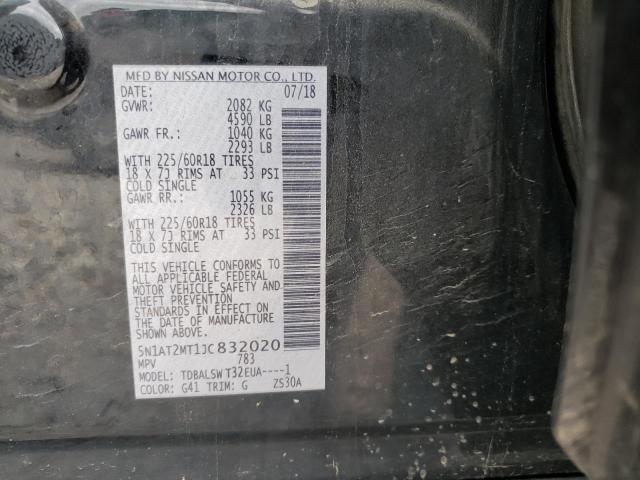 MFD BY NISSAN MOTOR CO., LTD.
DATE: 07/18
GVWR: 2082 KG
4590 LB
GAWR FR.: 1040 KG
2293 LB
WITH 225/60R18 TIRES
18 X 7J RIMS AT 33 PSI
COLD SINGLE
GAWR RR.: 1055 KG
2326 LB
WITH 225/60R18 TIRES
18 X 7J RIMS AT 33 PSI
COLD SINGLE
THIS VEHICLE CONFORMS TO
ALL APPLICABLE FEDERAL
MOTOR VEHICLE SAFETY AND
THEFT PREVENTION
STANDARDS IN EFFECT ON
THE DATE OF MANUFACTURE
SHOWN ABOVE.
5N1AT2MT1JC832020
MPV 783
MODEL: TDBALSW T32EUA----1
COLOR: G41 TRIM: G ZS30A